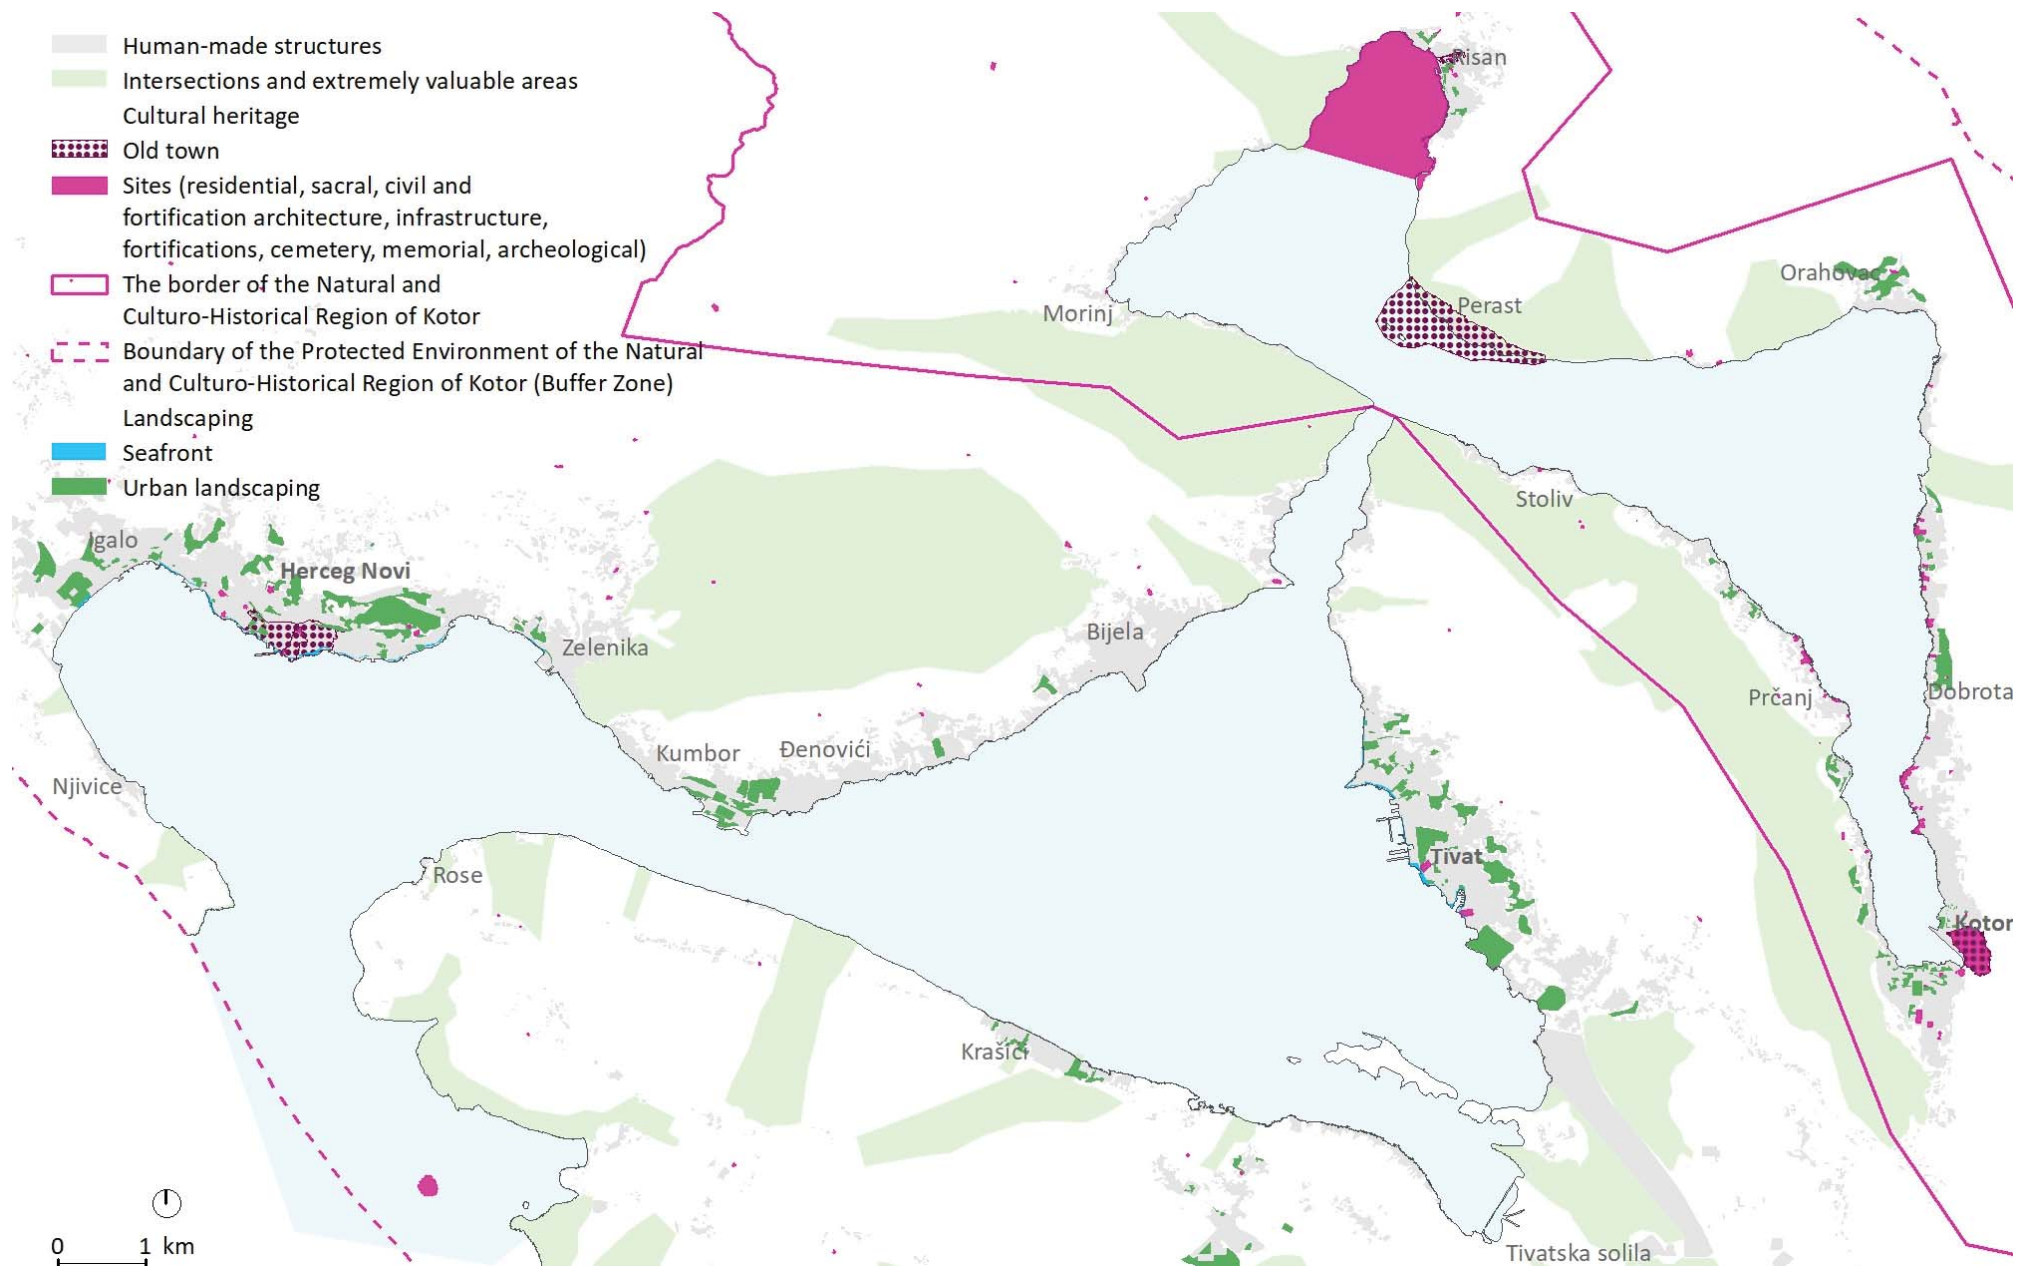 Human-made structures
Intersections and extremely valuable areas
Cultural heritage
Old town
Sites (residential, sacral, civil and
fortification architecture, infrastructure,
fortifications, cemetery, memorial, archeological)
The border of the Natural and
Culturo-Historical Region of Kotor
Boundary of the Protected Environment of the Natural
and Culturo-Historical Region of Kotor (Buffer Zone)
Landscaping
Seafront
Urban landscaping
Risan
Orahovac
Perast
Morinj
Stoliv
Igalo
Herceg Novi
Zelenika
Bijela
Prčanj
Dobrota
Kumbor
Đenovići
Njivice
Tivat
Rose
Kotor
Krašići
Tivatska solila
0 1 km